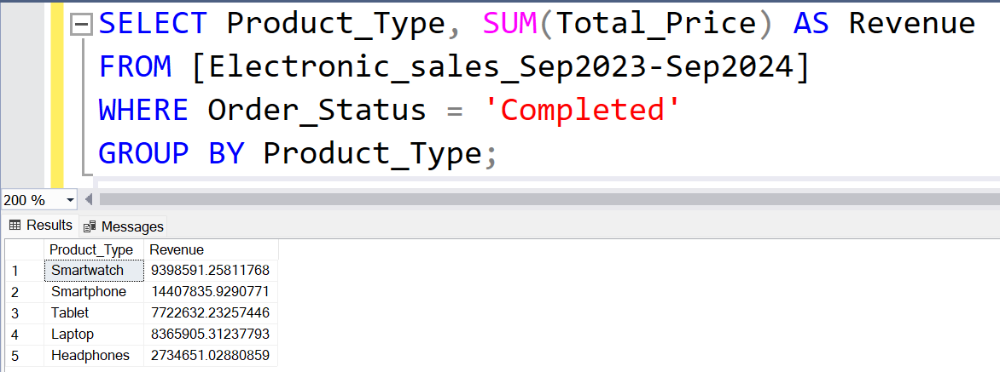 SELECT Product_Type, SUM(Total_Price) AS Revenue
FROM [Electronic_sales_Sep2023-Sep2024]
WHERE Order_Status = 'Completed'
GROUP BY Product_Type;
200 %
Results Messages
Product_Type Revenue
1 Smartwatch 9398591.25811768
2 Smartphone 14407835.9290771
3 Tablet 7722632.23257446
4 Laptop 8365905.31237793
5 Headphones 2734651.02880859